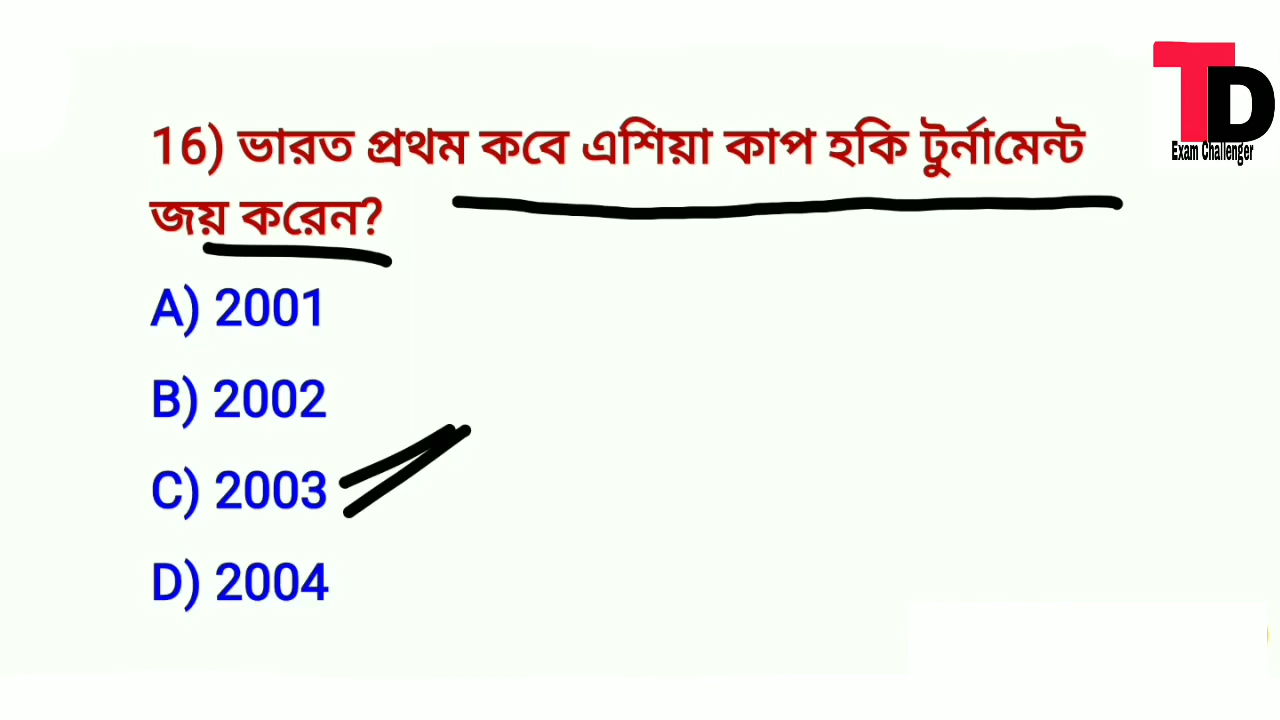 TD
Exam Challenger
16) ভারত প্রথম কবে এশিয়া কাপ হকি টুর্নামেন্ট
জয় করেন?
A) 2001
B) 2002
C) 2003
D) 2004